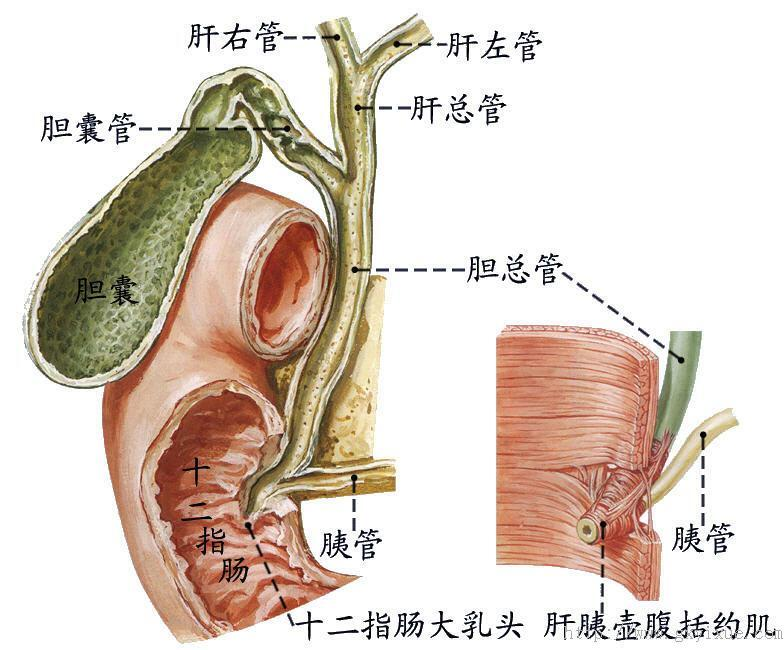 肝右管
肝左管
肝总管
胆囊管
胆总管
胆囊
十二指肠
胰管
胰管
十二指肠大乳头
肝胰壶腹括约肌